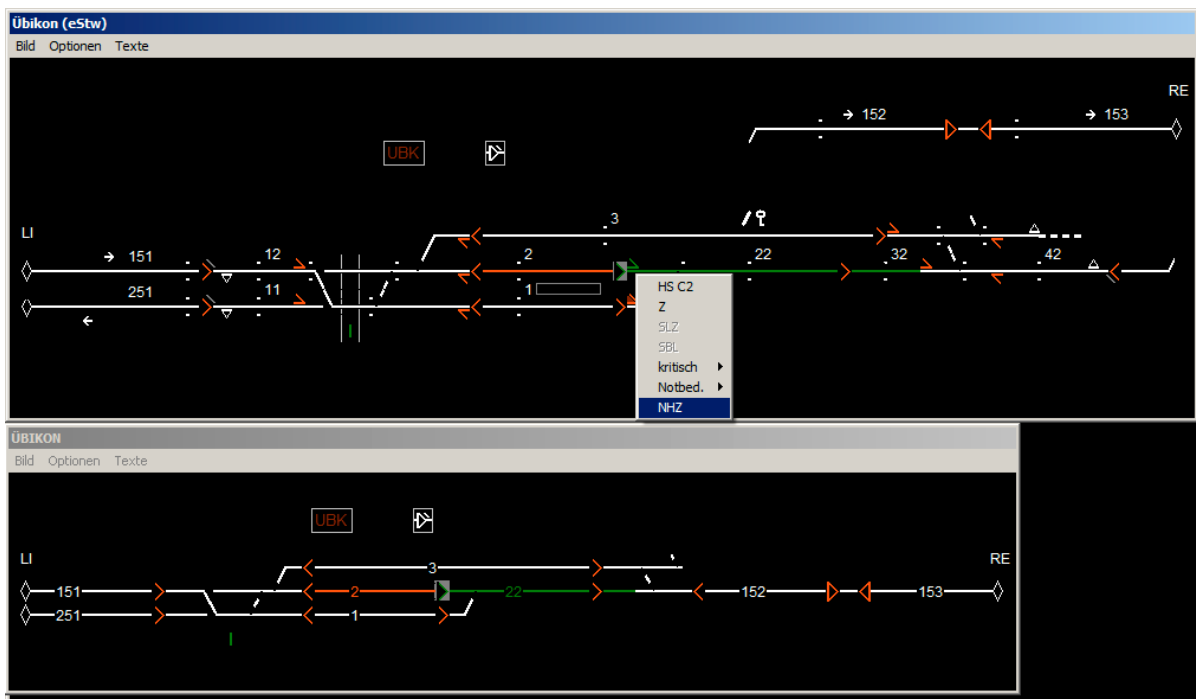 Übikon (eStw)
Bild Optionen Texte
RE
152 153
UBK
3
LI
151 12 2 22 32 42
251 11 1
HS C2
Z
SLZ
SBL
kritisch
Notbed.
NHZ
ÜBIKON
Bild Optionen Texte
UBK
LI RE
3
151 2 22 152 153
251 1